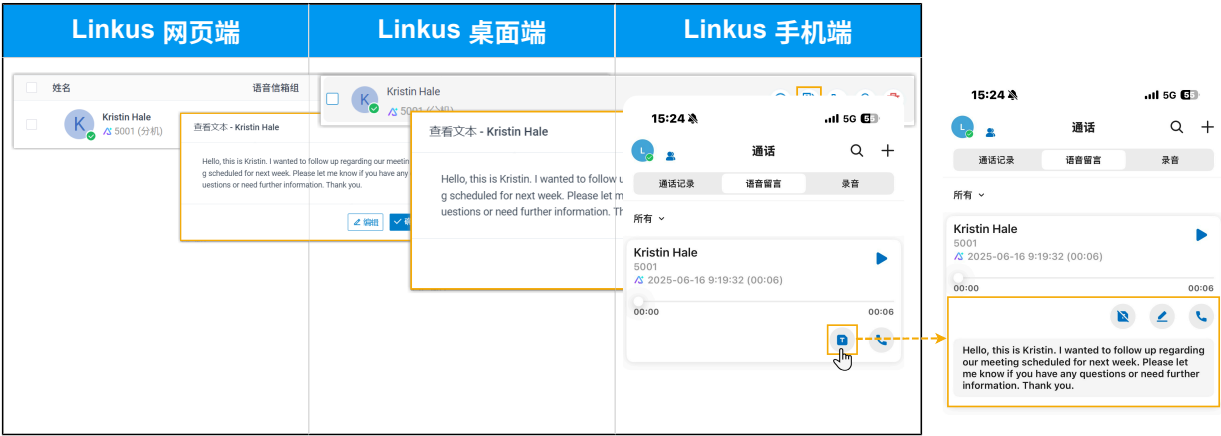 Linkus 网页端
Linkus 桌面端
Linkus 手机端
姓名
语音信箱组
K
Kristin Hale
5001 (分机)
查看文本 - Kristin Hale
Hello, this is Kristin. I wanted to follow up regarding our meetin
g scheduled for next week. Please let me know if you have any
uestions or need further information. Thank you.
编辑
K
Kristin Hale
5001 (分机)
查看文本 - Kristin Hale
Hello, this is Kristin. I wanted to follow u
g scheduled for next week. Please let m
uestions or need further information. Th
15:24
5G
L
通话
通话记录
语音留言
录音
所有
Kristin Hale
5001
2025-06-16 9:19:32 (00:06)
00:00
00:06
15:24
5G
L
通话
通话记录
语音留言
录音
所有
Kristin Hale
5001
2025-06-16 9:19:32 (00:06)
00:00
00:06
Hello, this is Kristin. I wanted to follow up regarding
our meeting scheduled for next week. Please let
me know if you have any questions or need further
information. Thank you.